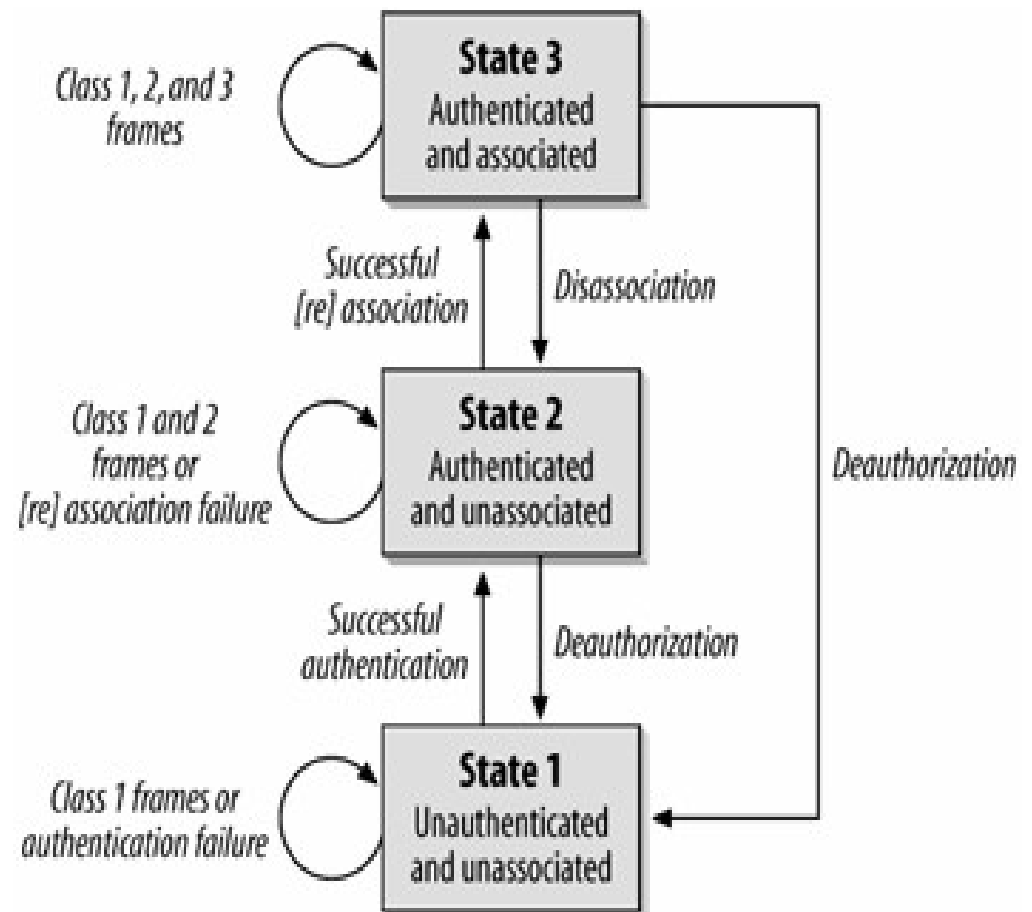 State 3
Authenticated
and associated
Class 1, 2, and 3
frames
Successful
[re] association
Disassociation
State 2
Authenticated
and unassociated
Class 1 and 2
frames or
[re] association failure
Deauthorization
Successful
authentication
Deauthorization
State 1
Unauthenticated
and unassociated
Class 1 frames or
authentication failure